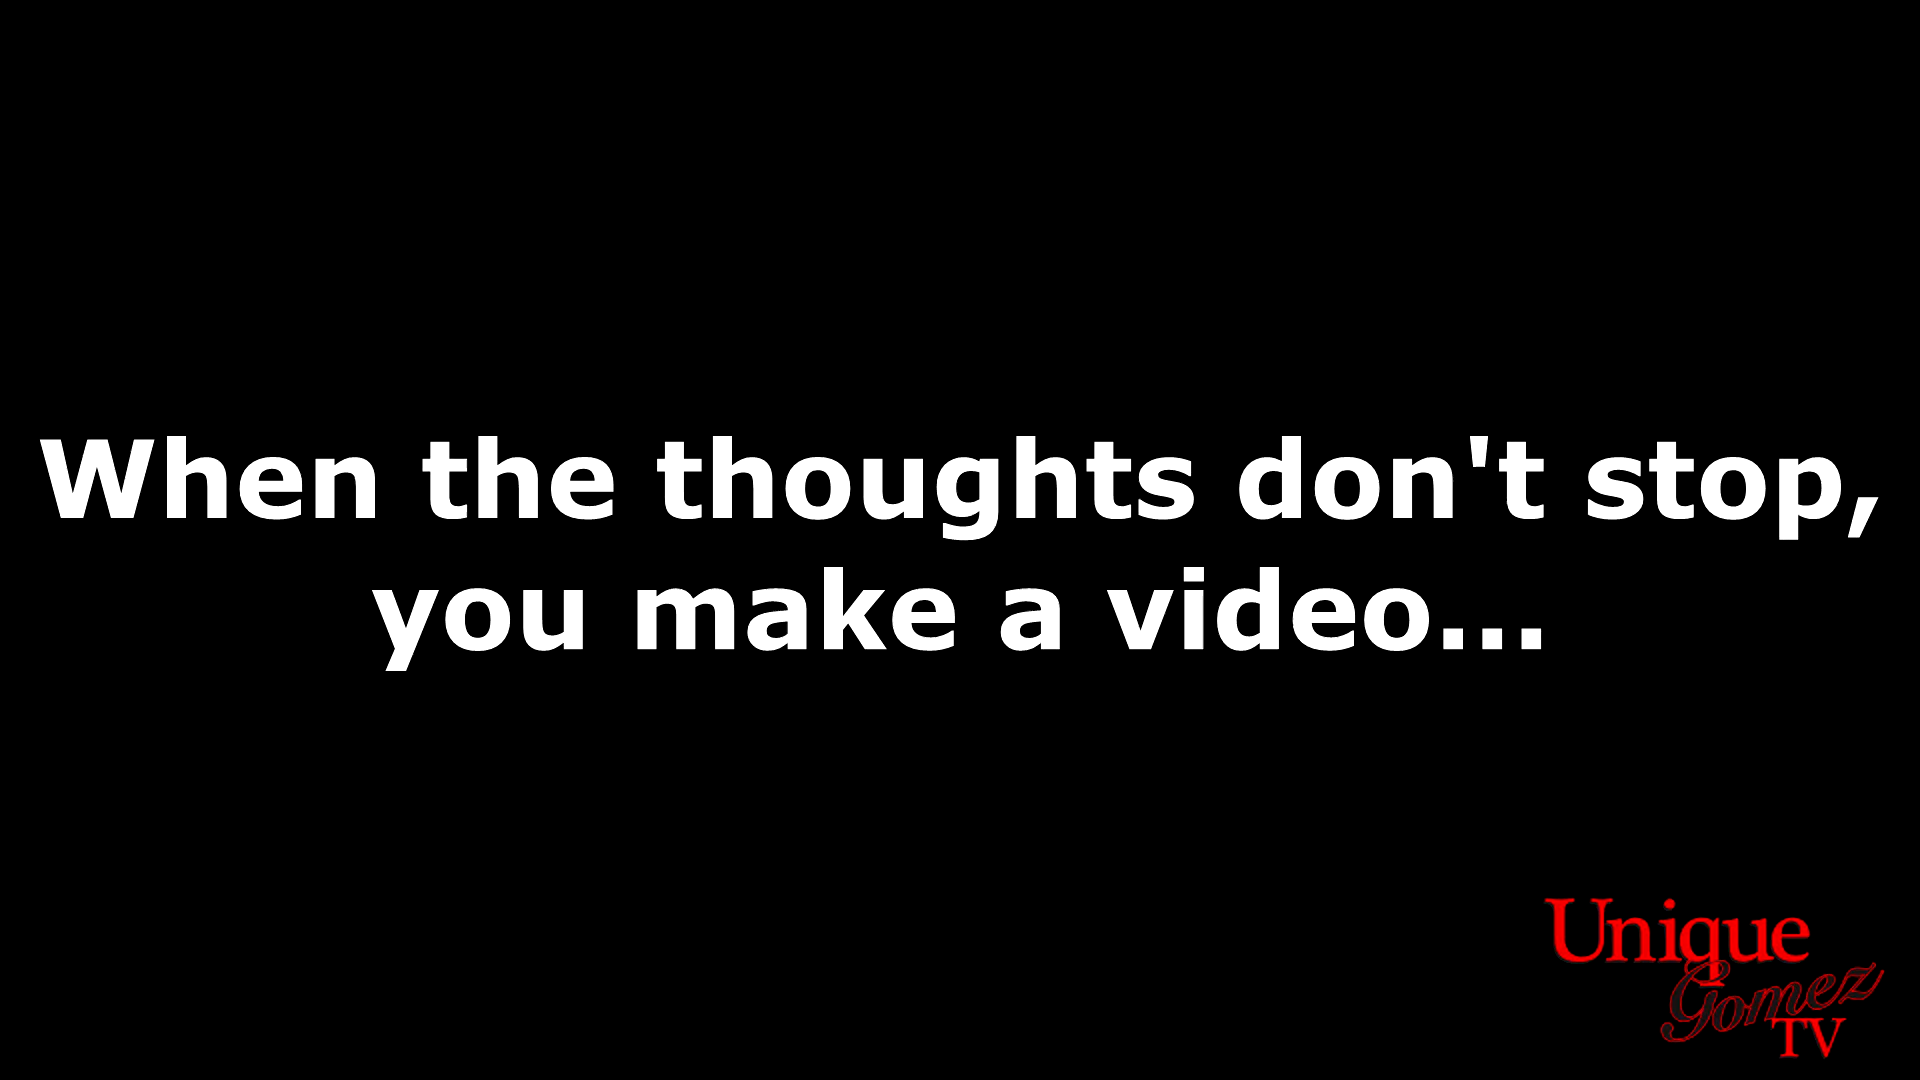 When the thoughts don't stop,
you make a video...
Unique
Gomez
TV